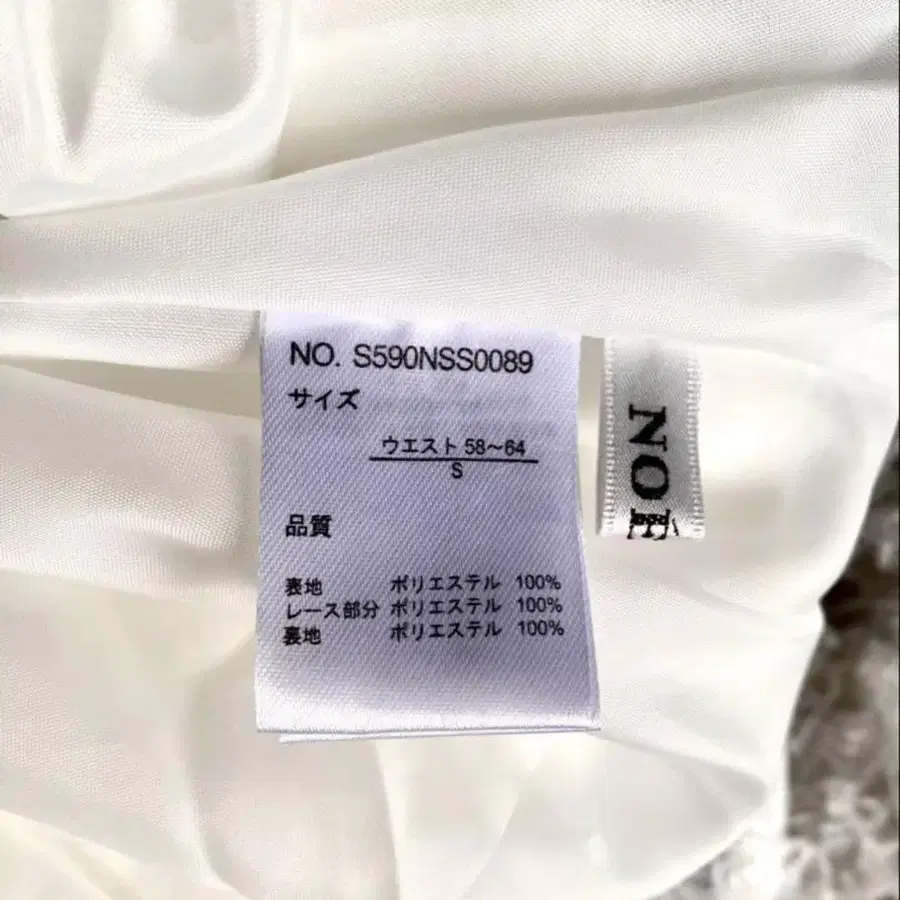 NO. S590NSS0089
サイズ
ウエスト 58〜64
S
品質
表地 ポリエステル 100%
レース部分 ポリエステル 100%
裏地 ポリエステル 100%
NOE